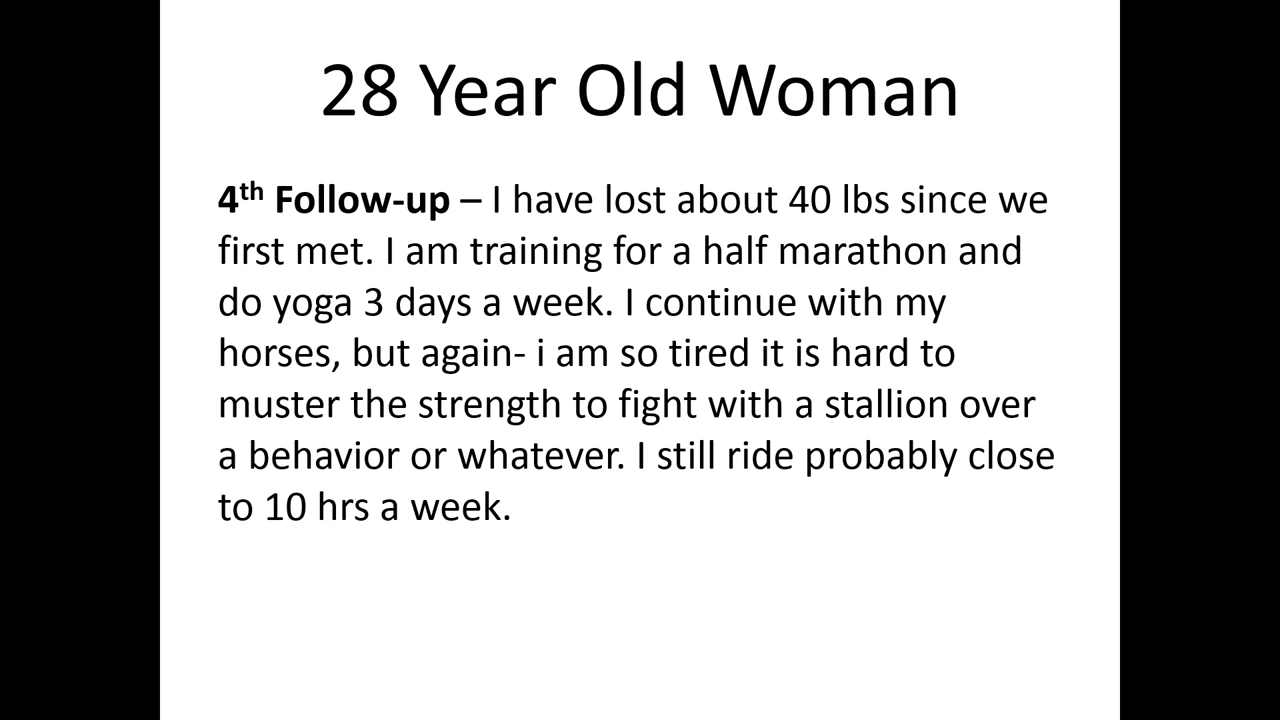 28 Year Old Woman
4th Follow-up – I have lost about 40 lbs since we
first met. I am training for a half marathon and
do yoga 3 days a week. I continue with my
horses, but again- i am so tired it is hard to
muster the strength to fight with a stallion over
a behavior or whatever. I still ride probably close
to 10 hrs a week.